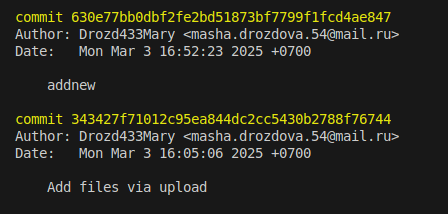 commit 630e77bb0dbf2fe2bd51873bf7799f1fcd4ae847
Author: Drozd433Mary <masha.drozdova.54@mail.ru>
Date:   Mon Mar 3 16:52:23 2025 +0700
addnew
commit 343427f71012c95ea844dc2cc5430b2788f76744
Author: Drozd433Mary <masha.drozdova.54@mail.ru>
Date:   Mon Mar 3 16:05:06 2025 +0700
Add files via upload